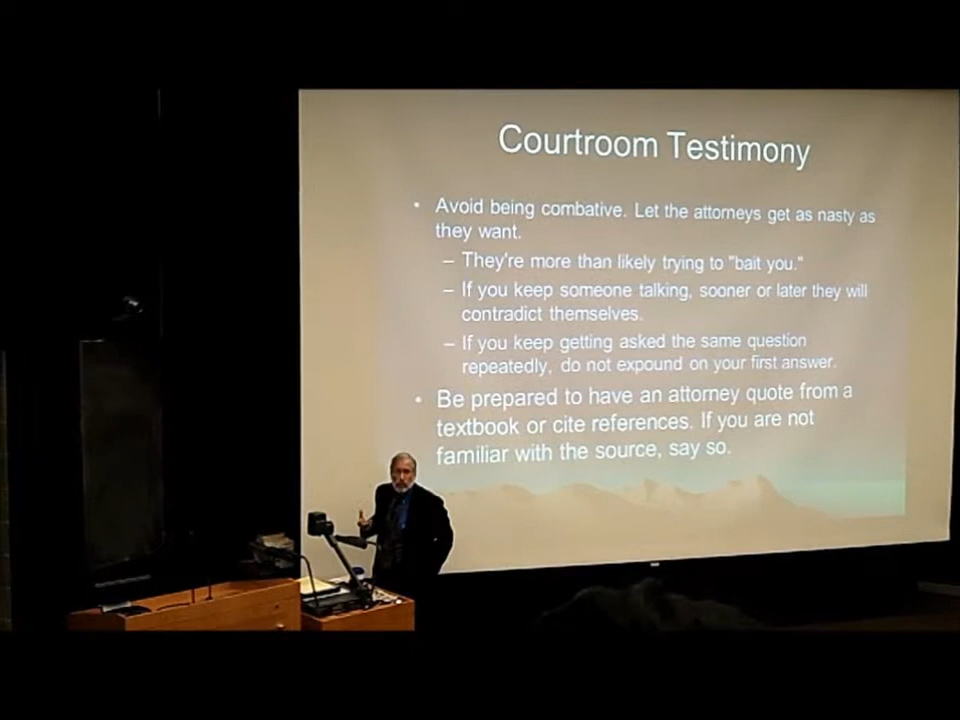 Courtroom Testimony
• Avoid being combative. Let the attorneys get as nasty as
they want.
– They're more than likely trying to "bait you."
– If you keep someone talking, sooner or later they will
contradict themselves.
– If you keep getting asked the same question
repeatedly, do not expound on your first answer.
• Be prepared to have an attorney quote from a
textbook or cite references. If you are not
familiar with the source, say so.